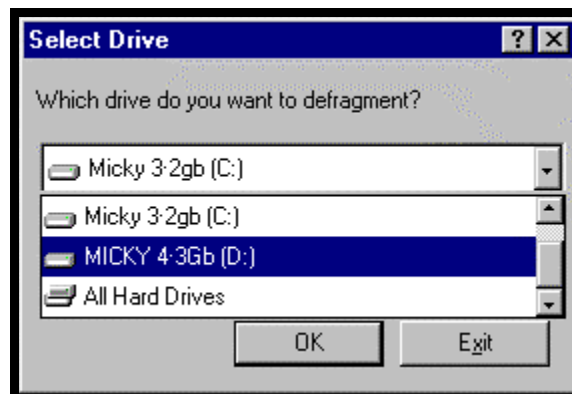 Select Drive
Which drive do you want to defragment?
Micky 3·2gb (C:)
Micky 3·2gb (C:)
MICKY 4·3Gb (D:)
All Hard Drives
OK Exit